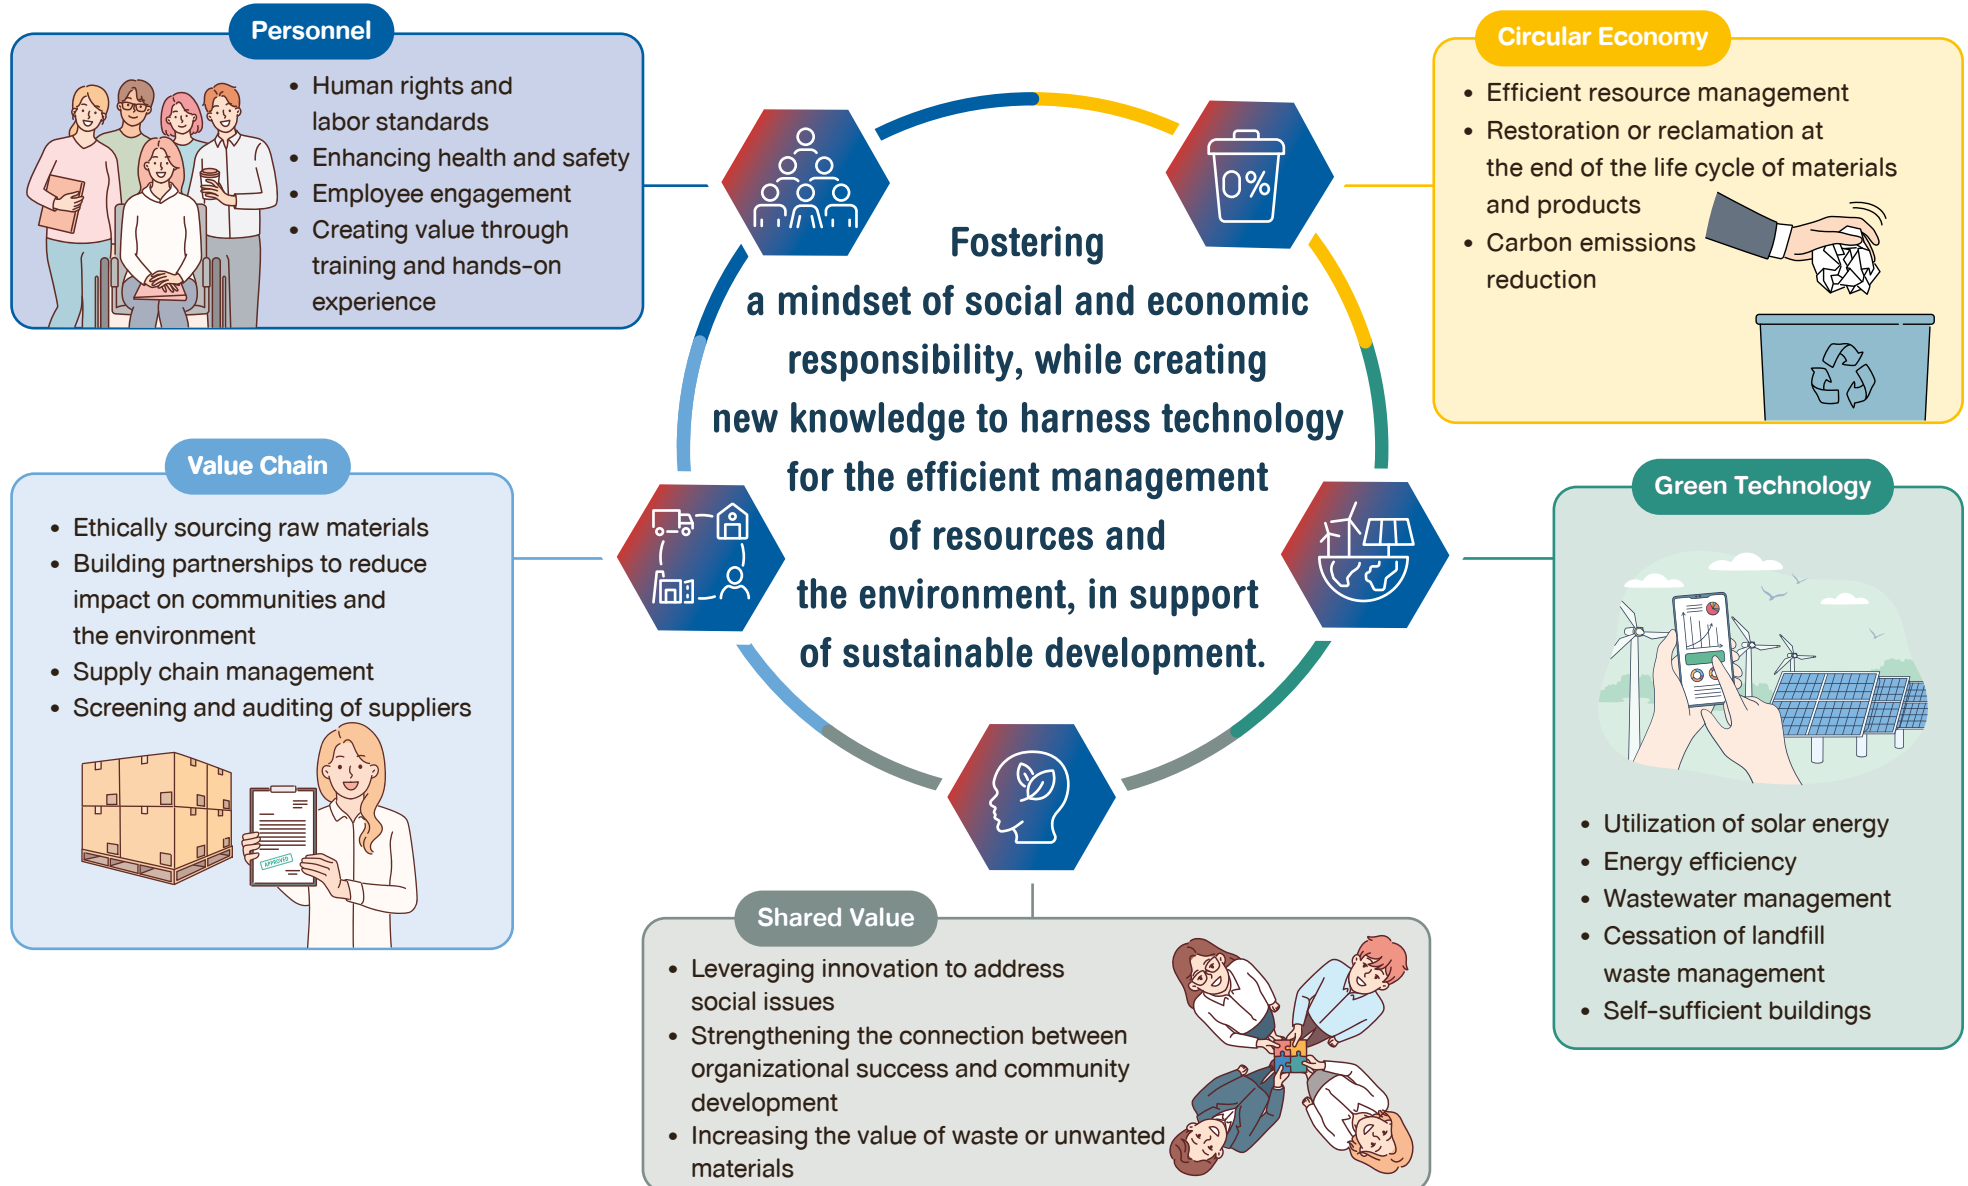 Personnel
• Human rights and
labor standards
• Enhancing health and safety
• Employee engagement
• Creating value through
training and hands-on
experience
Circular Economy
• Efficient resource management
• Restoration or reclamation at
the end of the life cycle of materials
and products
• Carbon emissions
reduction
0%
Fostering
a mindset of social and economic
responsibility, while creating
new knowledge to harness technology
for the efficient management
of resources and
the environment, in support
of sustainable development.
Value Chain
• Ethically sourcing raw materials
• Building partnerships to reduce
impact on communities and
the environment
• Supply chain management
• Screening and auditing of suppliers
APPROVED
Green Technology
• Utilization of solar energy
• Energy efficiency
• Wastewater management
• Cessation of landfill
waste management
• Self-sufficient buildings
Shared Value
• Leveraging innovation to address
social issues
• Strengthening the connection between
organizational success and community
development
• Increasing the value of waste or unwanted
materials